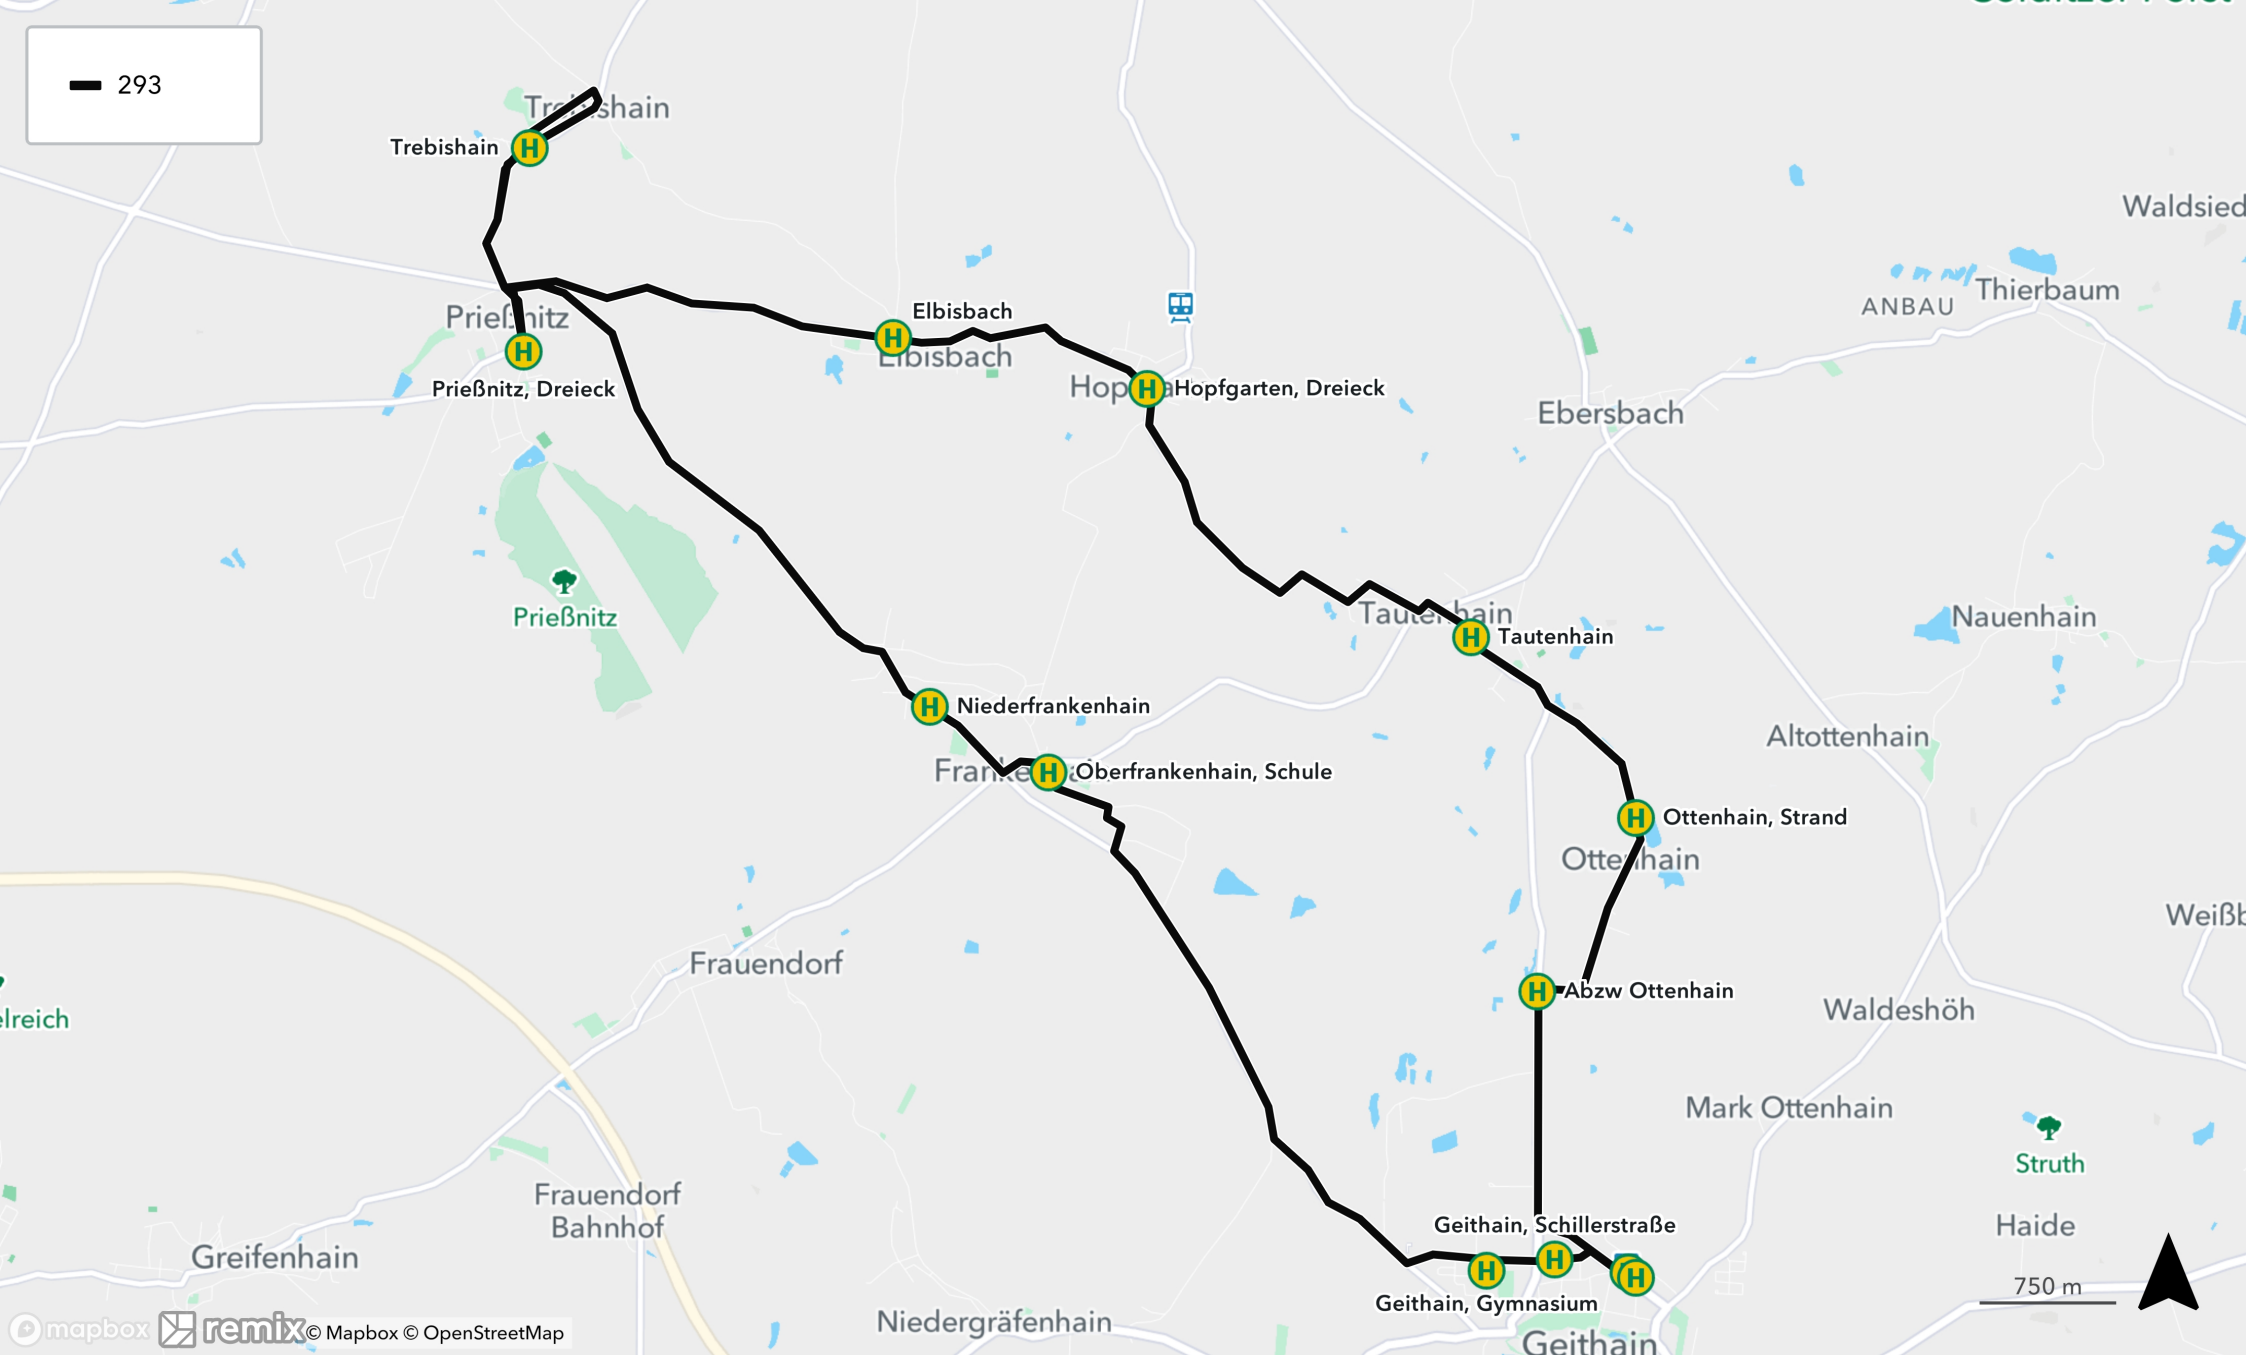 293
Trebishain
Waldsied
Thierbaum
ANBAU
Prießnitz
Elbisbach
Elbisbach
Prießnitz, Dreieck
Hopfgarten, Dreieck
Ebersbach
Prießnitz
Tautenhain
Tautenhain
Nauenhain
Niederfrankenhain
Altottenhain
Oberfrankenhain, Schule
Ottenhain, Strand
Ottenhain
Weißb
Frauendorf
Abzw Ottenhain
Waldeshöh
elreich
Mark Ottenhain
Struth
Frauendorf
Bahnhof
Geithain, Schillerstraße
Haide
Greifenhain
750 m
Geithain, Gymnasium
Niedergräfenhain
mapbox
remix
© Mapbox © OpenStreetMap
Geithain